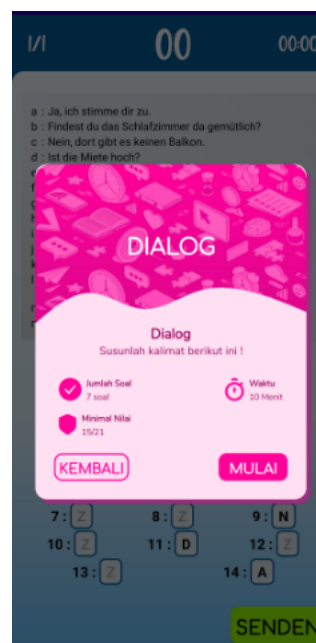 1/1 00 00:00
a : Ja, ich stimme dir zu.
b : Findest du das Schlafzimmer da gemütlich?
c : Nein, dort gibt es keinen Balkon.
d : Ist die Miete hoch?
DIALOG
Dialog
Susunlah kalimat berikut ini !
Jumlah Soal
7 soal
Waktu
10 Menit
Minimal Nilai
15/21
KEMBALI MULAI
7 : Z 8 : Z 9 : N
10 : Z 11 : D 12 : Z
13 : Z 14 : A
SENDEN